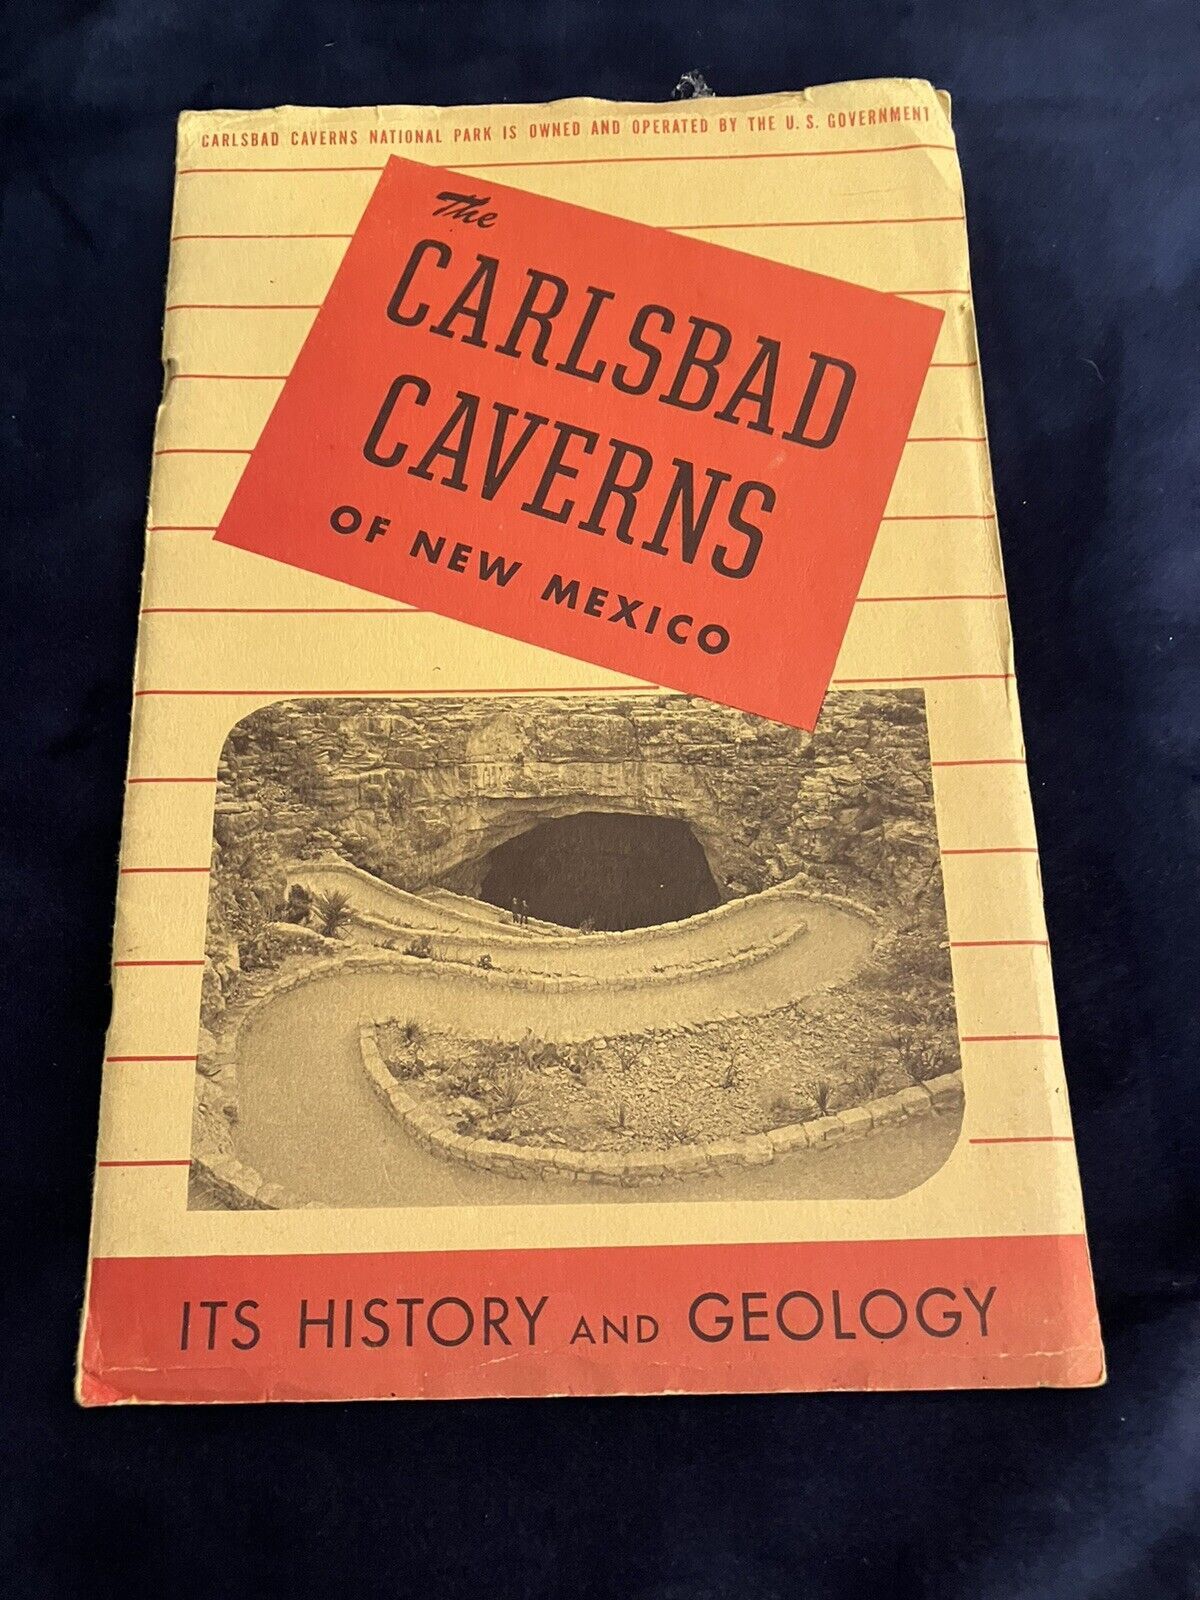 CARLSBAD CAVERNS NATIONAL PARK IS OWNED AND OPERATED BY THE U. S. GOVERNMENT
The
CARLSBAD
CAVERNS
OF NEW MEXICO
ITS HISTORY AND GEOLOGY